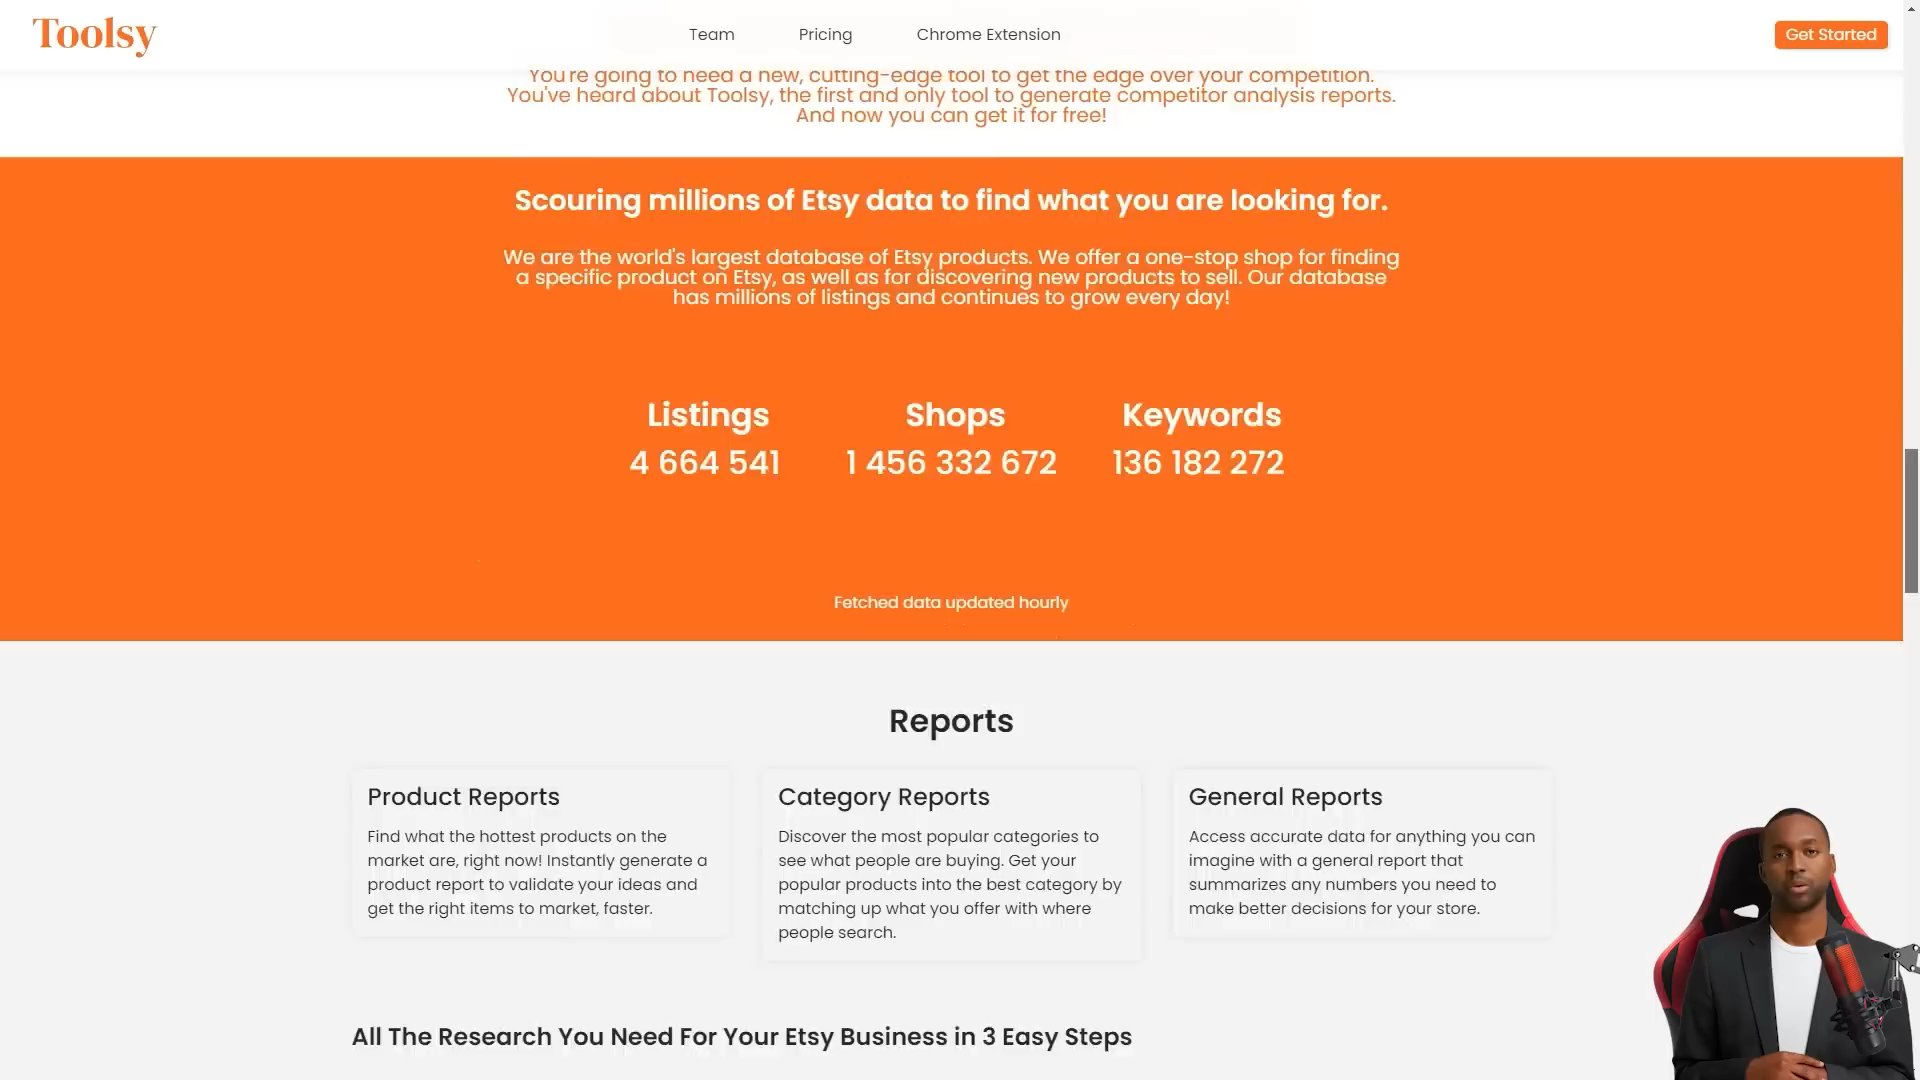 Toolsy
Team
Pricing
Chrome Extension
Get Started
You're going to need a new, cutting-edge tool to get the edge over your competition.
You've heard about Toolsy, the first and only tool to generate competitor analysis reports.
And now you can get it for free!
Scouring millions of Etsy data to find what you are looking for.
We are the world's largest database of Etsy products. We offer a one-stop shop for finding
a specific product on Etsy, as well as for discovering new products to sell. Our database
has millions of listings and continues to grow every day!
Listings
4 664 541
Shops
1 456 332 672
Keywords
136 182 272
Fetched data updated hourly
Reports
Product Reports
Find what the hottest products on the
market are, right now! Instantly generate a
product report to validate your ideas and
get the right items to market, faster.
Category Reports
Discover the most popular categories to
see what people are buying. Get your
popular products into the best category by
matching up what you offer with where
people search.
General Reports
Access accurate data for anything you can
imagine with a general report that
summarizes any numbers you need to
make better decisions for your store.
All The Research You Need For Your Etsy Business in 3 Easy Steps